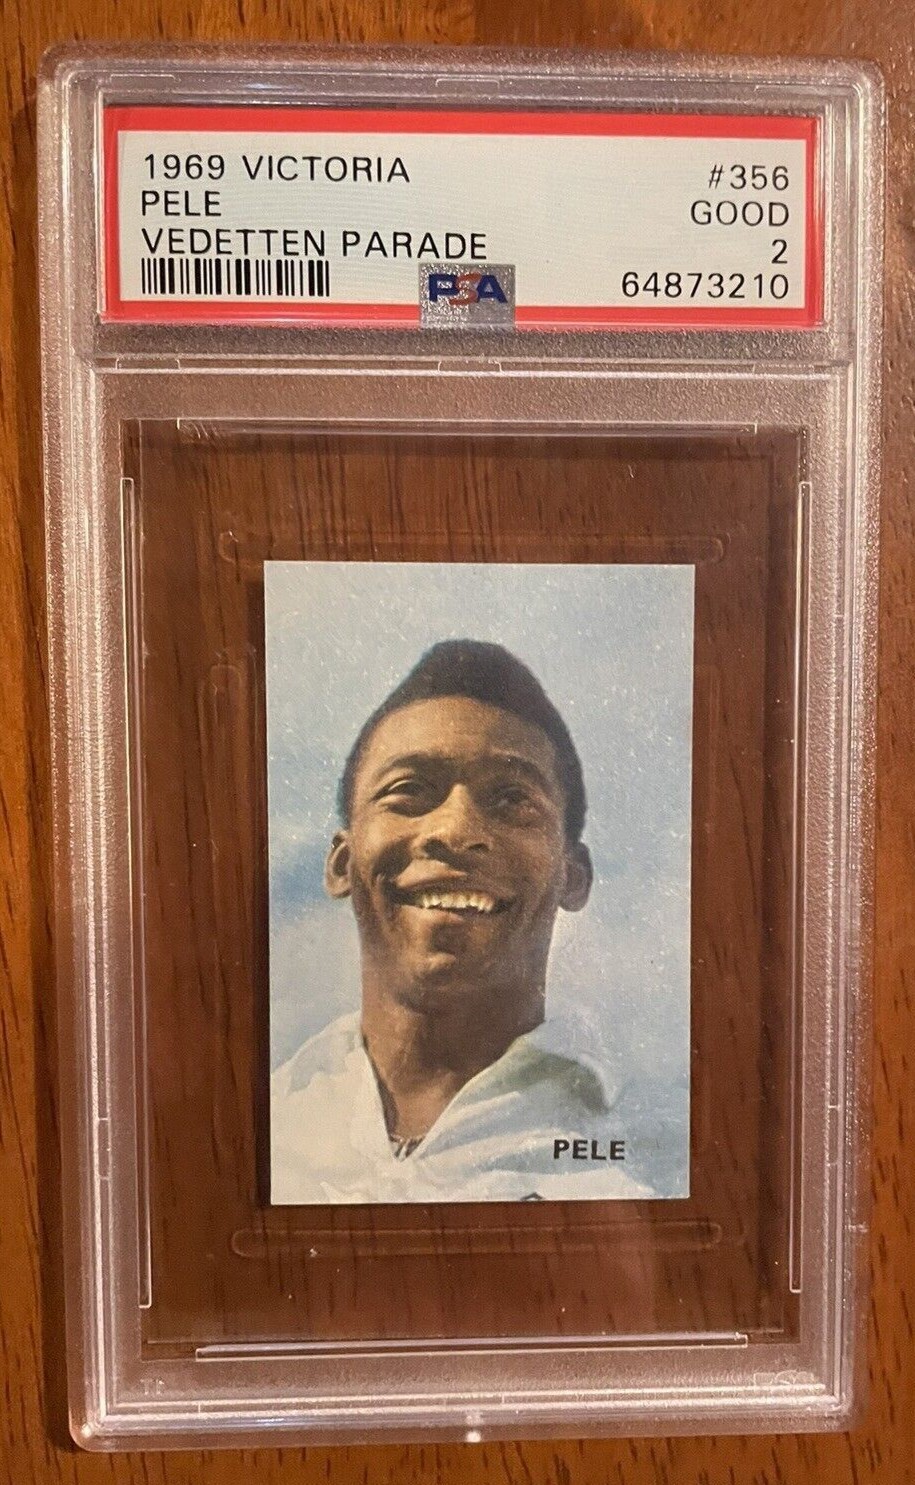 1969 VICTORIA #356
PELE GOOD
VEDETTEN PARADE 2
PSA 64873210
PELE